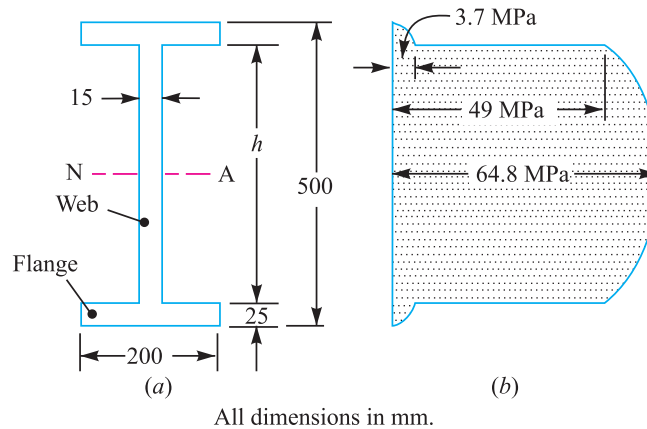 3.7 MPa
15
h
49 MPa
N
A
500
64.8 MPa
Web
Flange
25
200
(a)
(b)
All dimensions in mm.